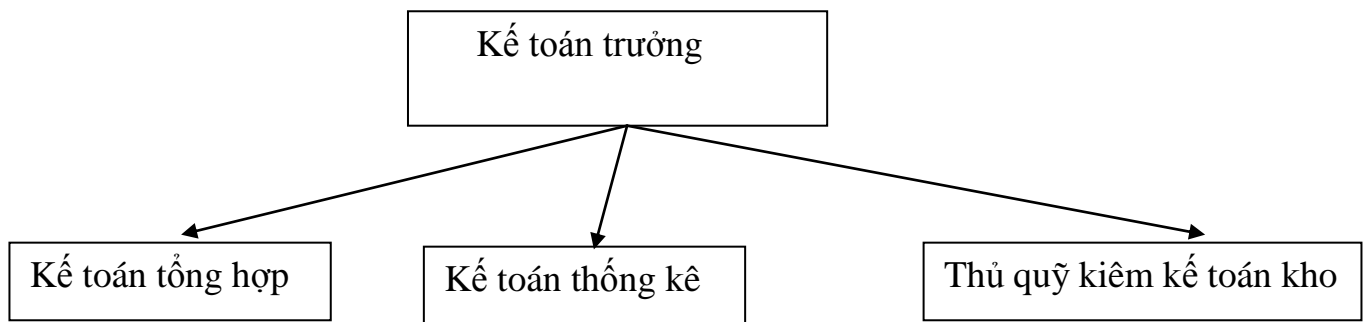 Kế toán trưởng
Kế toán tổng hợp
Kế toán thống kê
Thủ quỹ kiêm kế toán kho